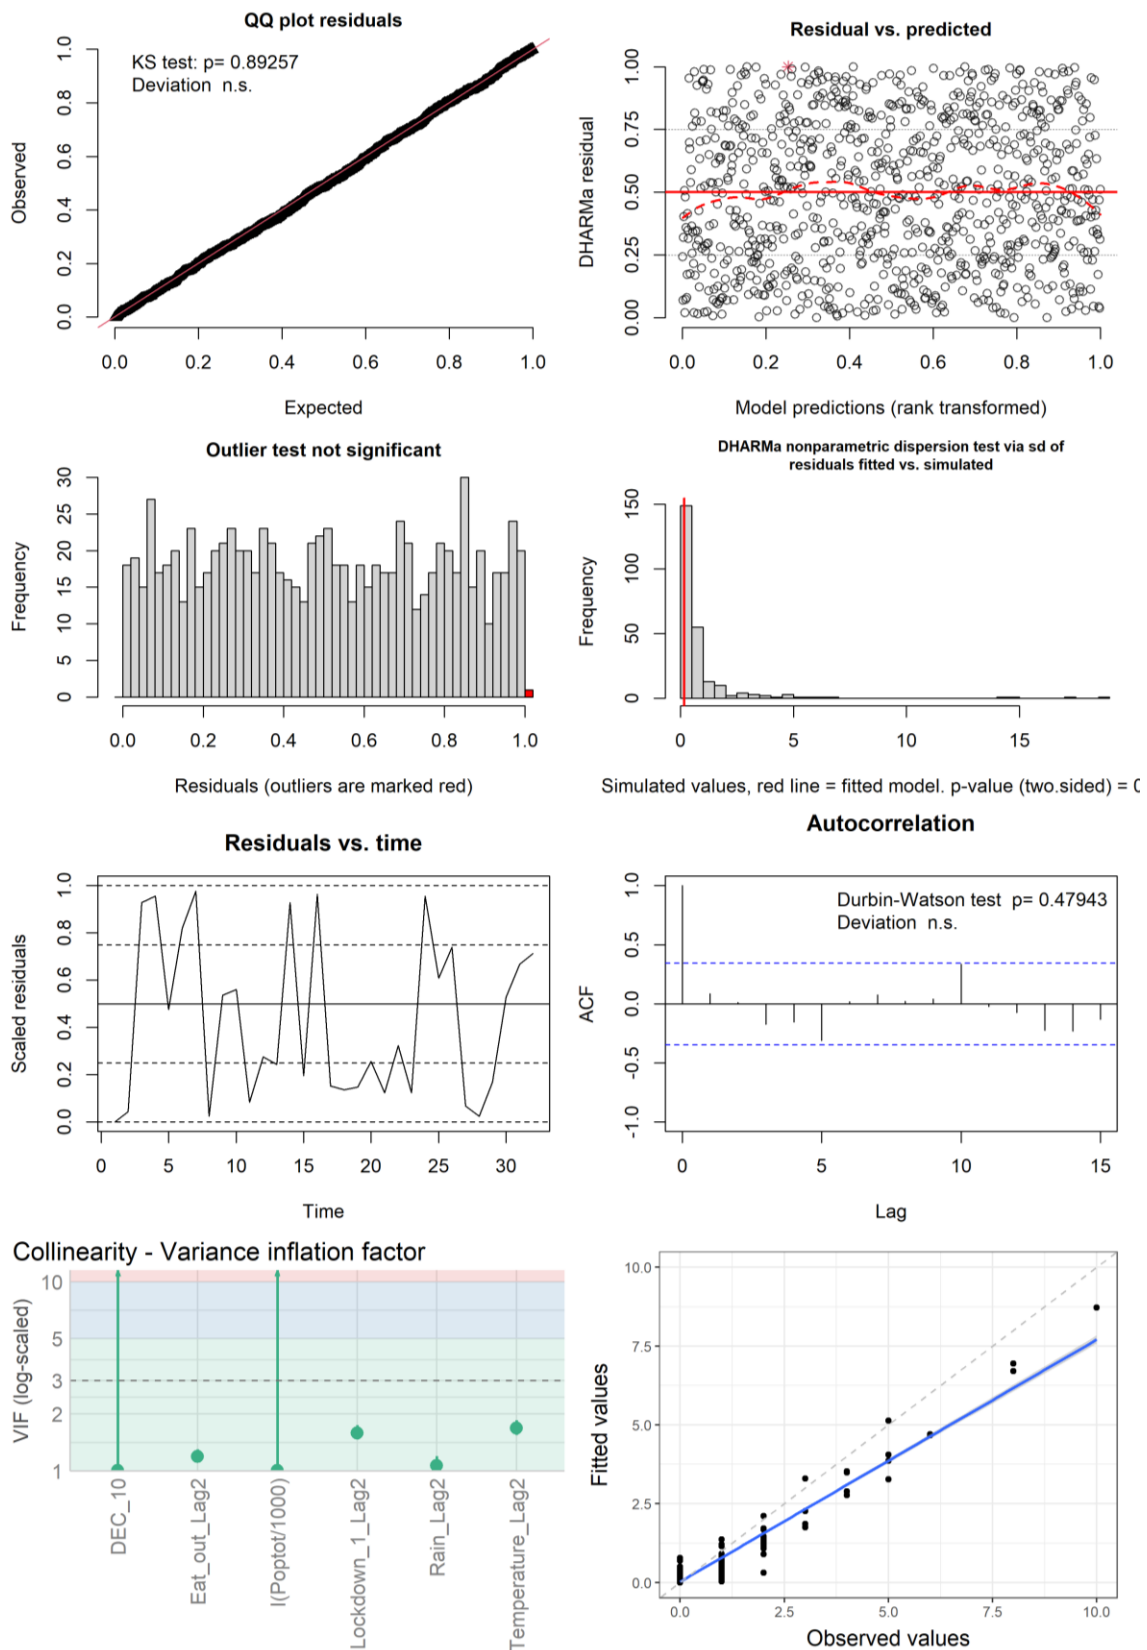 QQ plot residuals
KS test: p= 0.89257
Deviation n.s.
Observed
0.0 0.2 0.4 0.6 0.8 1.0
0.0 0.2 0.4 0.6 0.8 1.0
Expected
Residual vs. predicted
DHARMa residual
0.00 0.25 0.50 0.75 1.00
0.0 0.2 0.4 0.6 0.8 1.0
Model predictions (rank transformed)
Outlier test not significant
Frequency
0 5 10 15 20 25 30
0.0 0.2 0.4 0.6 0.8 1.0
Residuals (outliers are marked red)
DHARMa nonparametric dispersion test via sd of
residuals fitted vs. simulated
Frequency
0 50 100 150
0 5 10 15
Simulated values, red line = fitted model. p-value (two.sided) = 0
Residuals vs. time
Scaled residuals
0.0 0.2 0.4 0.6 0.8 1.0
0 5 10 15 20 25 30
Time
Autocorrelation
Durbin-Watson test p= 0.47943
Deviation n.s.
ACF
-1.0 -0.5 0.0 0.5 1.0
0 5 10 15
Lag
Collinearity - Variance inflation factor
VIF (log-scaled)
10
5
3
2
1
DEC_10
Eat_out_Lag2
I(Poptot/1000)
Lockdown_1_Lag2
Rain_Lag2
Temperature_Lag2
Fitted values
10.0
7.5
5.0
2.5
0.0
0.0 2.5 5.0 7.5 10.0
Observed values